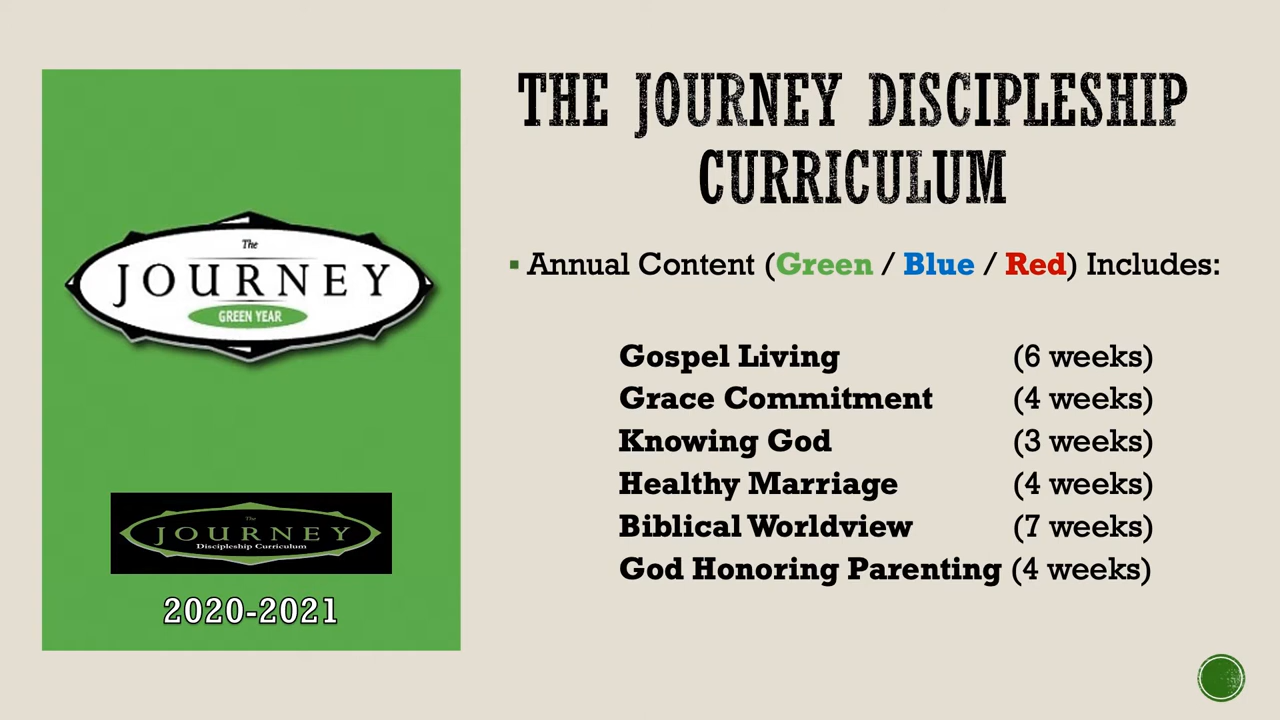 The
JOURNEY
GREEN YEAR
The
JOURNEY
Discipleship Curriculum
2020-2021
THE JOURNEY DISCIPLESHIP
CURRICULUM
▪ Annual Content (Green / Blue / Red) Includes:
Gospel Living (6 weeks)
Grace Commitment (4 weeks)
Knowing God (3 weeks)
Healthy Marriage (4 weeks)
Biblical Worldview (7 weeks)
God Honoring Parenting (4 weeks)